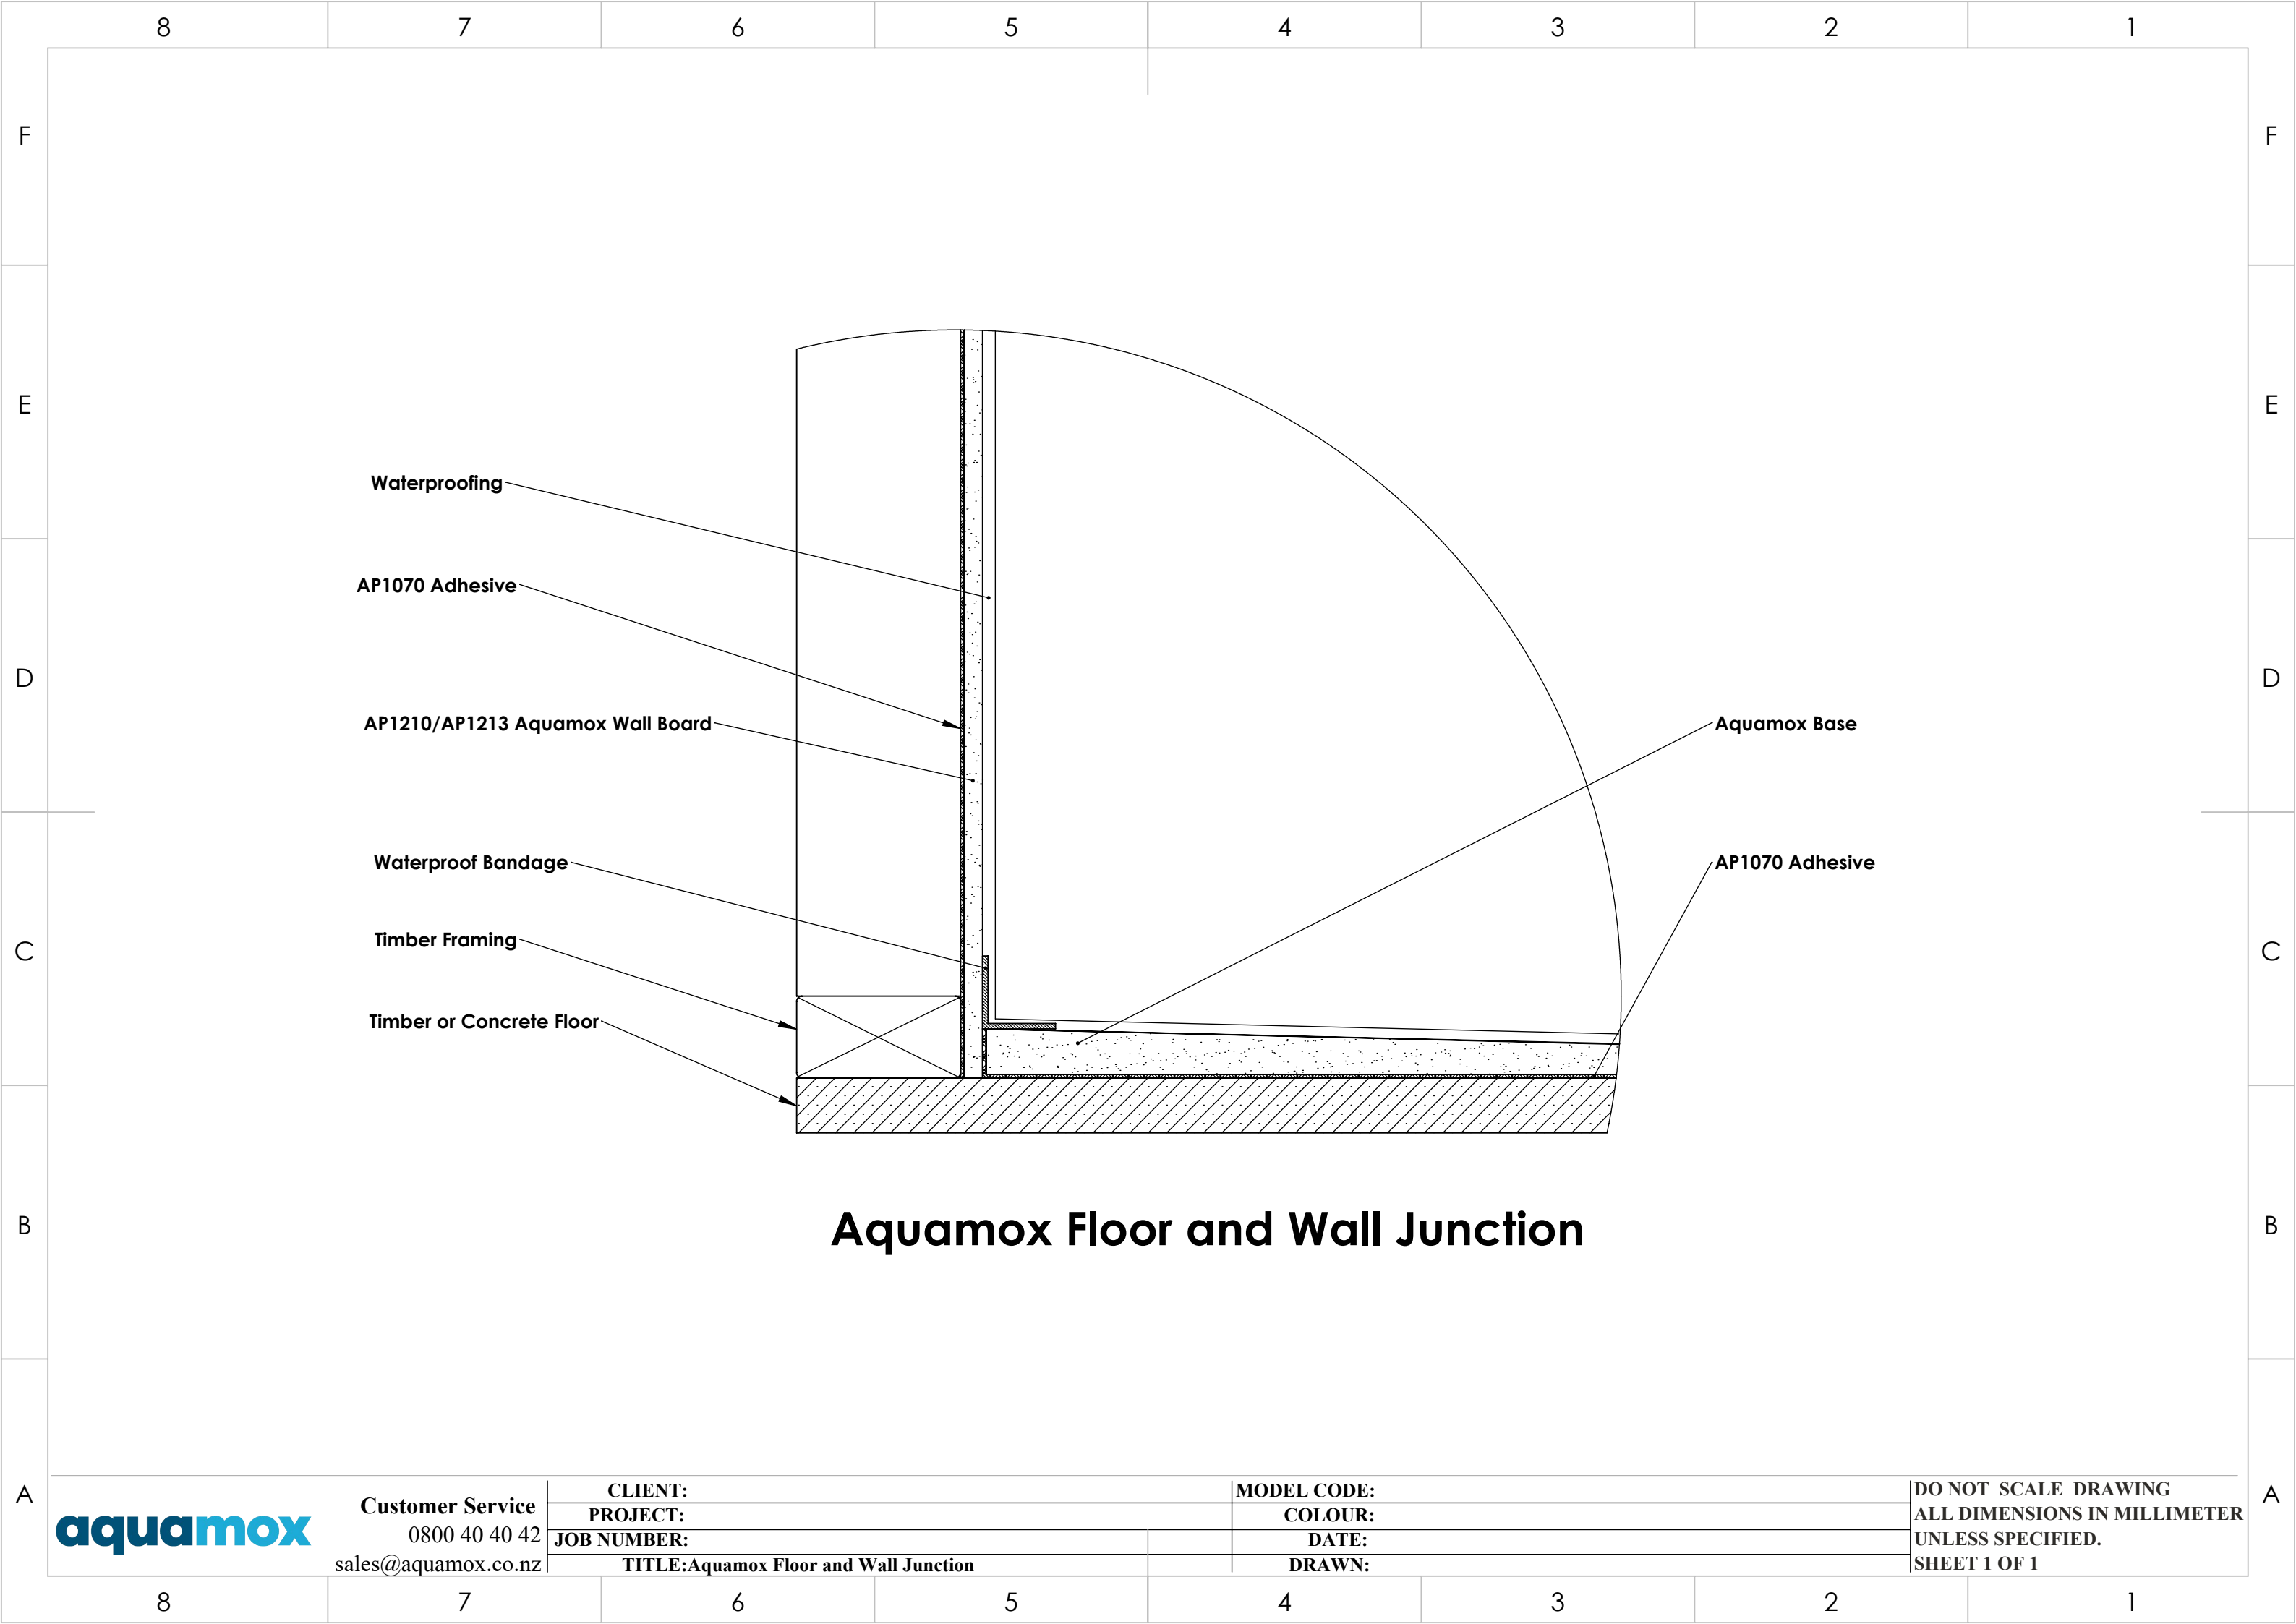 8 7 6 5 4 3 2 1
F F
E E
Waterproofing
AP1070 Adhesive
D D
AP1210/AP1213 Aquamox Wall Board
Aquamox Base
Waterproof Bandage
AP1070 Adhesive
Timber Framing
C C
Timber or Concrete Floor
Aquamox Floor and Wall Junction
B B
A A
aquamox
Customer Service
0800 40 40 42
sales@aquamox.co.nz
CLIENT:
PROJECT:
JOB NUMBER:
TITLE:Aquamox Floor and Wall Junction
MODEL CODE:
COLOUR:
DATE:
DRAWN:
DO NOT SCALE DRAWING
ALL DIMENSIONS IN MILLIMETER
UNLESS SPECIFIED.
SHEET 1 OF 1
8 7 6 5 4 3 2 1